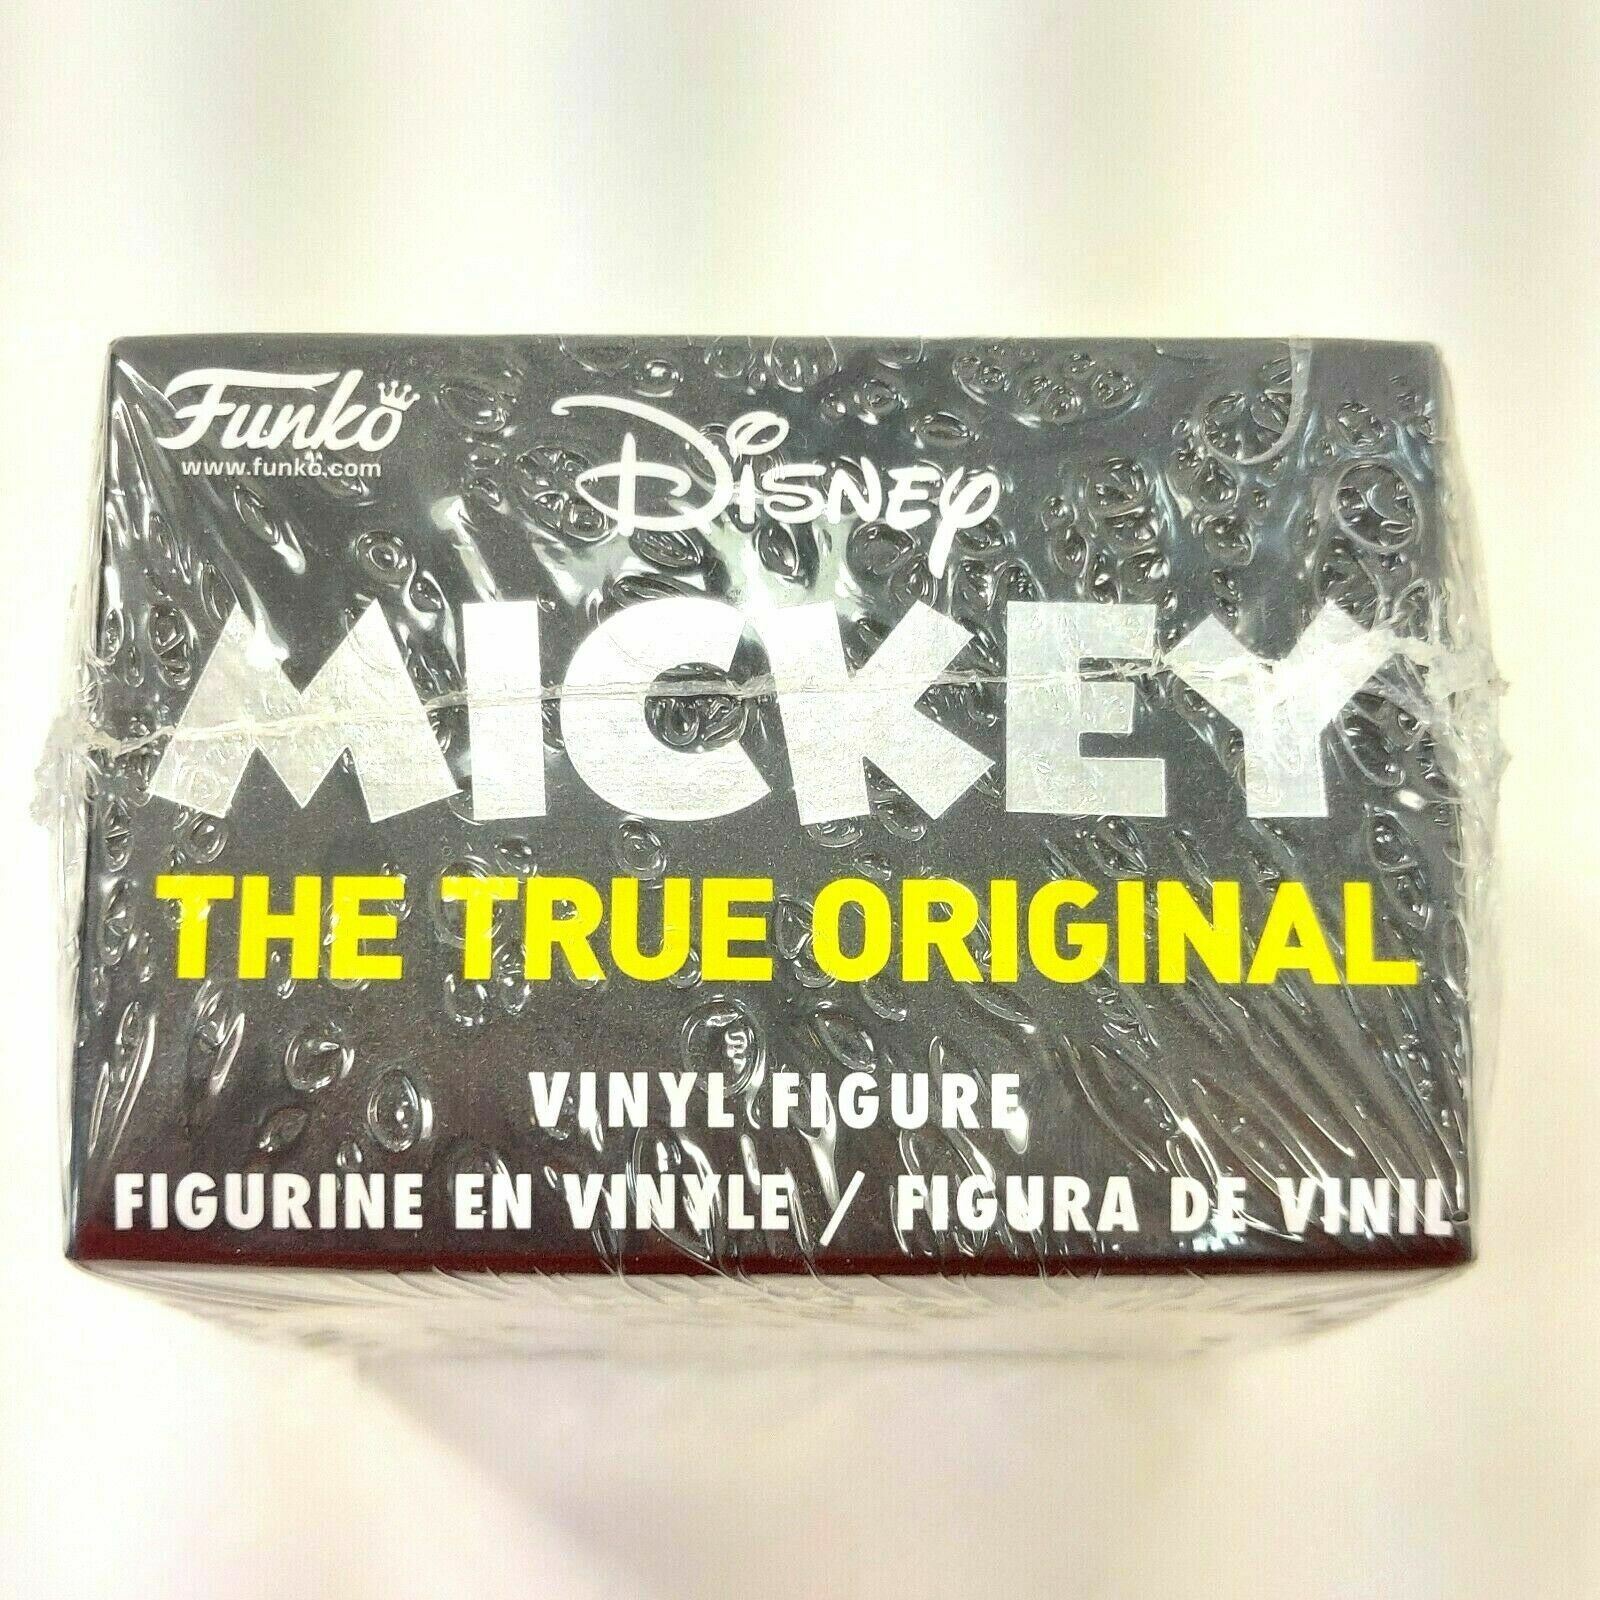 Funko
www.funko.com
Disney
MICKEY
THE TRUE ORIGINAL
VINYL FIGURE
FIGURINE EN VINYLE / FIGURA DE VINIL